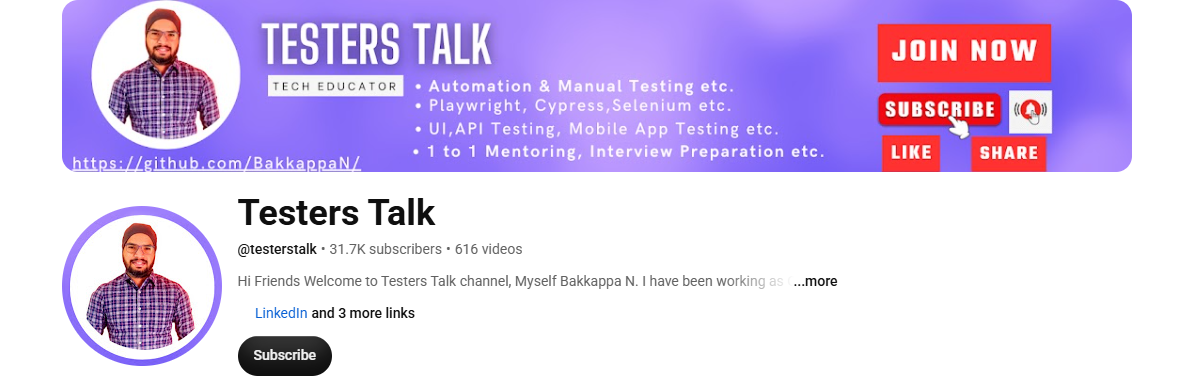 TESTERS TALK
TECH EDUCATOR
• Automation & Manual Testing etc.
• Playwright, Cypress,Selenium etc.
• UI,API Testing, Mobile App Testing etc.
• 1 to 1 Mentoring, Interview Preparation etc.
https://github.com/BakkappaN/
JOIN NOW
SUBSCRIBE
LIKE
SHARE
Testers Talk
@testerstalk • 31.7K subscribers • 616 videos
Hi Friends Welcome to Testers Talk channel, Myself Bakkappa N. I have been working as ...more
LinkedIn and 3 more links
Subscribe